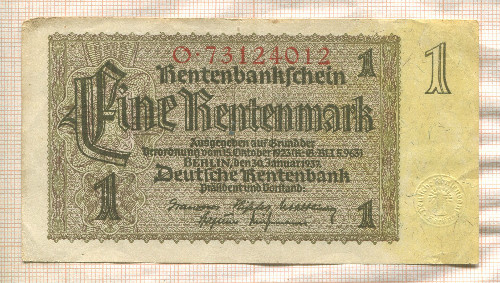 O·73124012
Rentenbankschein
1
1
Eine Rentenmark
Ausgegeben auf Grund der
Verordnung vom 15. Oktober 1923 (R.-G.-Bl. I S. 963)
BERLIN, den 30. Januar 1937
Deutsche Rentenbank
Präsident und Vorstand:
1
1